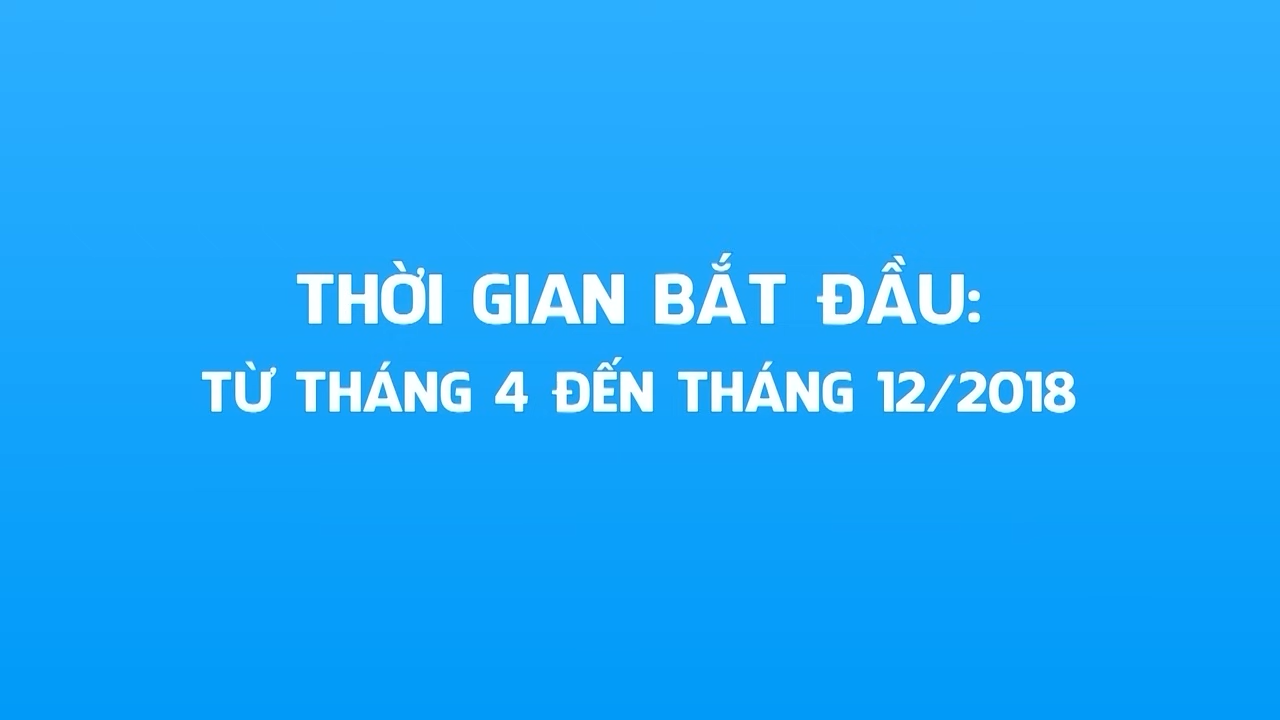 THỜI GIAN BẮT ĐẦU:
TỪ THÁNG 4 ĐẾN THÁNG 12/2018